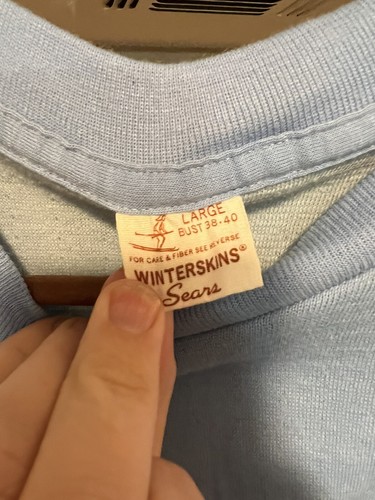 LARGE
BUST 38-40
FOR CARE & FIBER SEE REVERSE
WINTERSKINS®
Sears